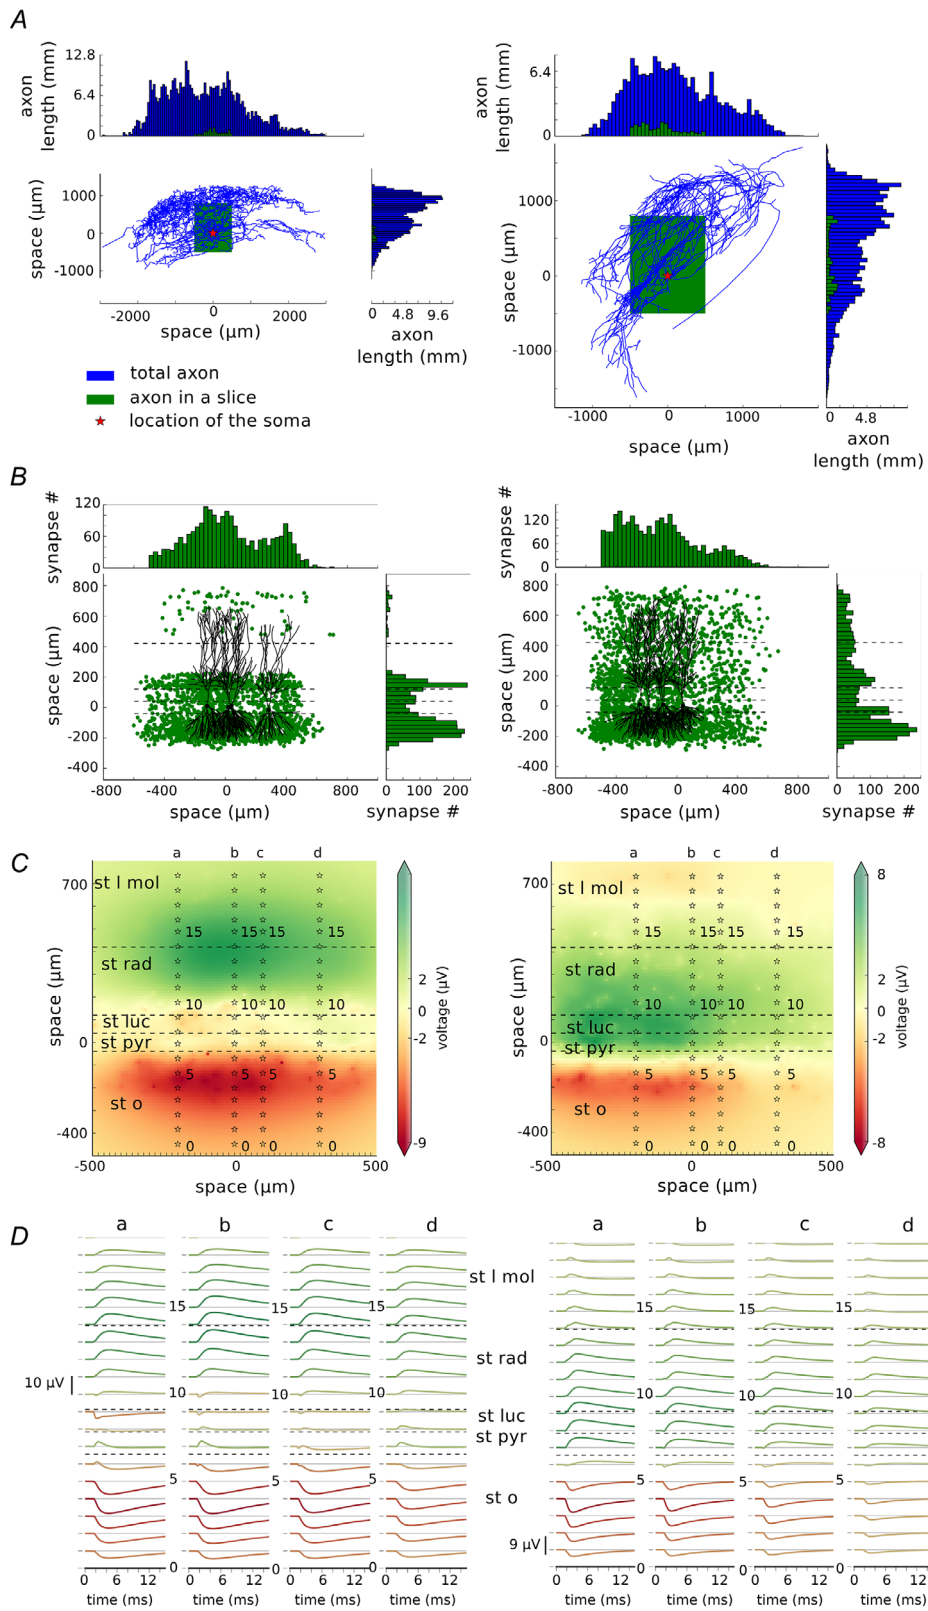 A
12.8
6.4
0
axon
length (mm)
1000
0
-1000
space (µm)
-2000
0
2000
space (µm)
0
4.8
9.6
axon
length (mm)
total axon
axon in a slice
location of the soma
6.4
0
axon
length (mm)
1000
0
-1000
space (µm)
-1000
0
1000
space (µm)
0
4.8
axon
length (mm)
B
120
60
0
synapse #
800
600
400
200
0
-200
-400
space (µm)
-800
-400
0
400
800
space (µm)
0
100
200
synapse #
120
60
0
synapse #
800
600
400
200
0
-200
-400
space (µm)
-800
-400
0
400
800
space (µm)
0
100
200
synapse #
C
a b c d
700
0
-400
space (µm)
st l mol
st rad
st luc
st pyr
st o
15 15 15 15
10 10 10 10
5 5 5 5
0 0 0 0
-500
0
500
space (µm)
2
-2
-9
voltage (µV)
a b c d
700
0
-400
space (µm)
st l mol
st rad
st luc
st pyr
st o
15 15 15 15
10 10 10 10
5 5 5 5
0 0 0 0
-500
0
500
space (µm)
8
2
-2
-8
voltage (µV)
D
a b c d
15 15 15
10 10 10
5 5 5
0 0 0
10 µV
0 6 12
0 6 12
0 6 12
0 6 12
time (ms)
time (ms)
time (ms)
time (ms)
st l mol
st rad
st luc
st pyr
st o
a b c d
15 15 15
10 10 10
5 5 5
0 0 0
9 µV
0 6 12
0 6 12
0 6 12
0 6 12
time (ms)
time (ms)
time (ms)
time (ms)